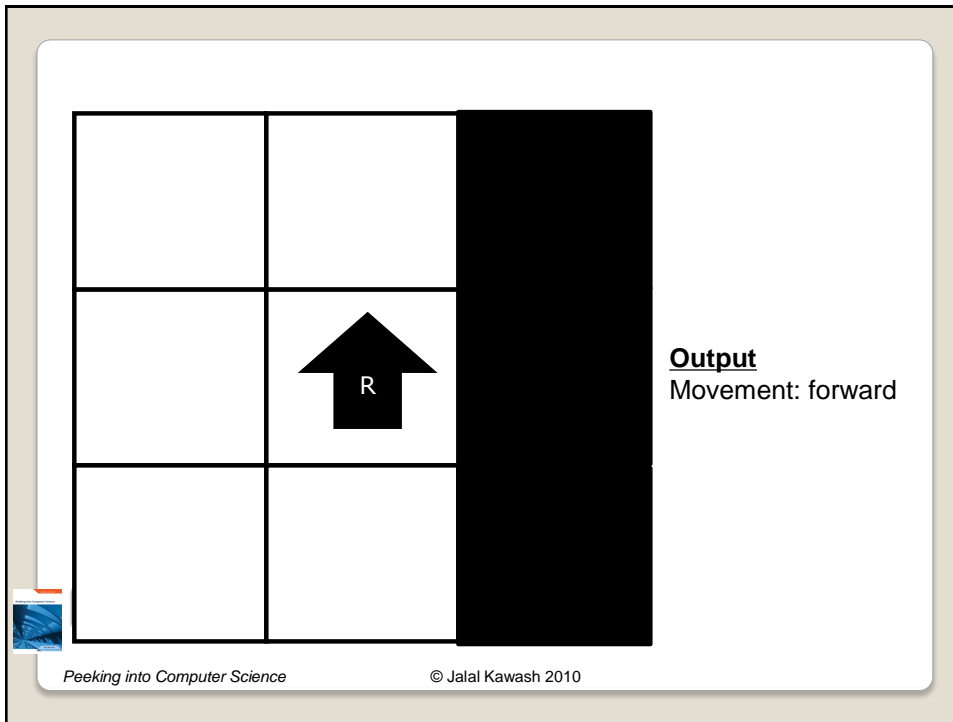 R
Output
Movement: forward
Peeking into Computer Science © Jalal Kawash 2010